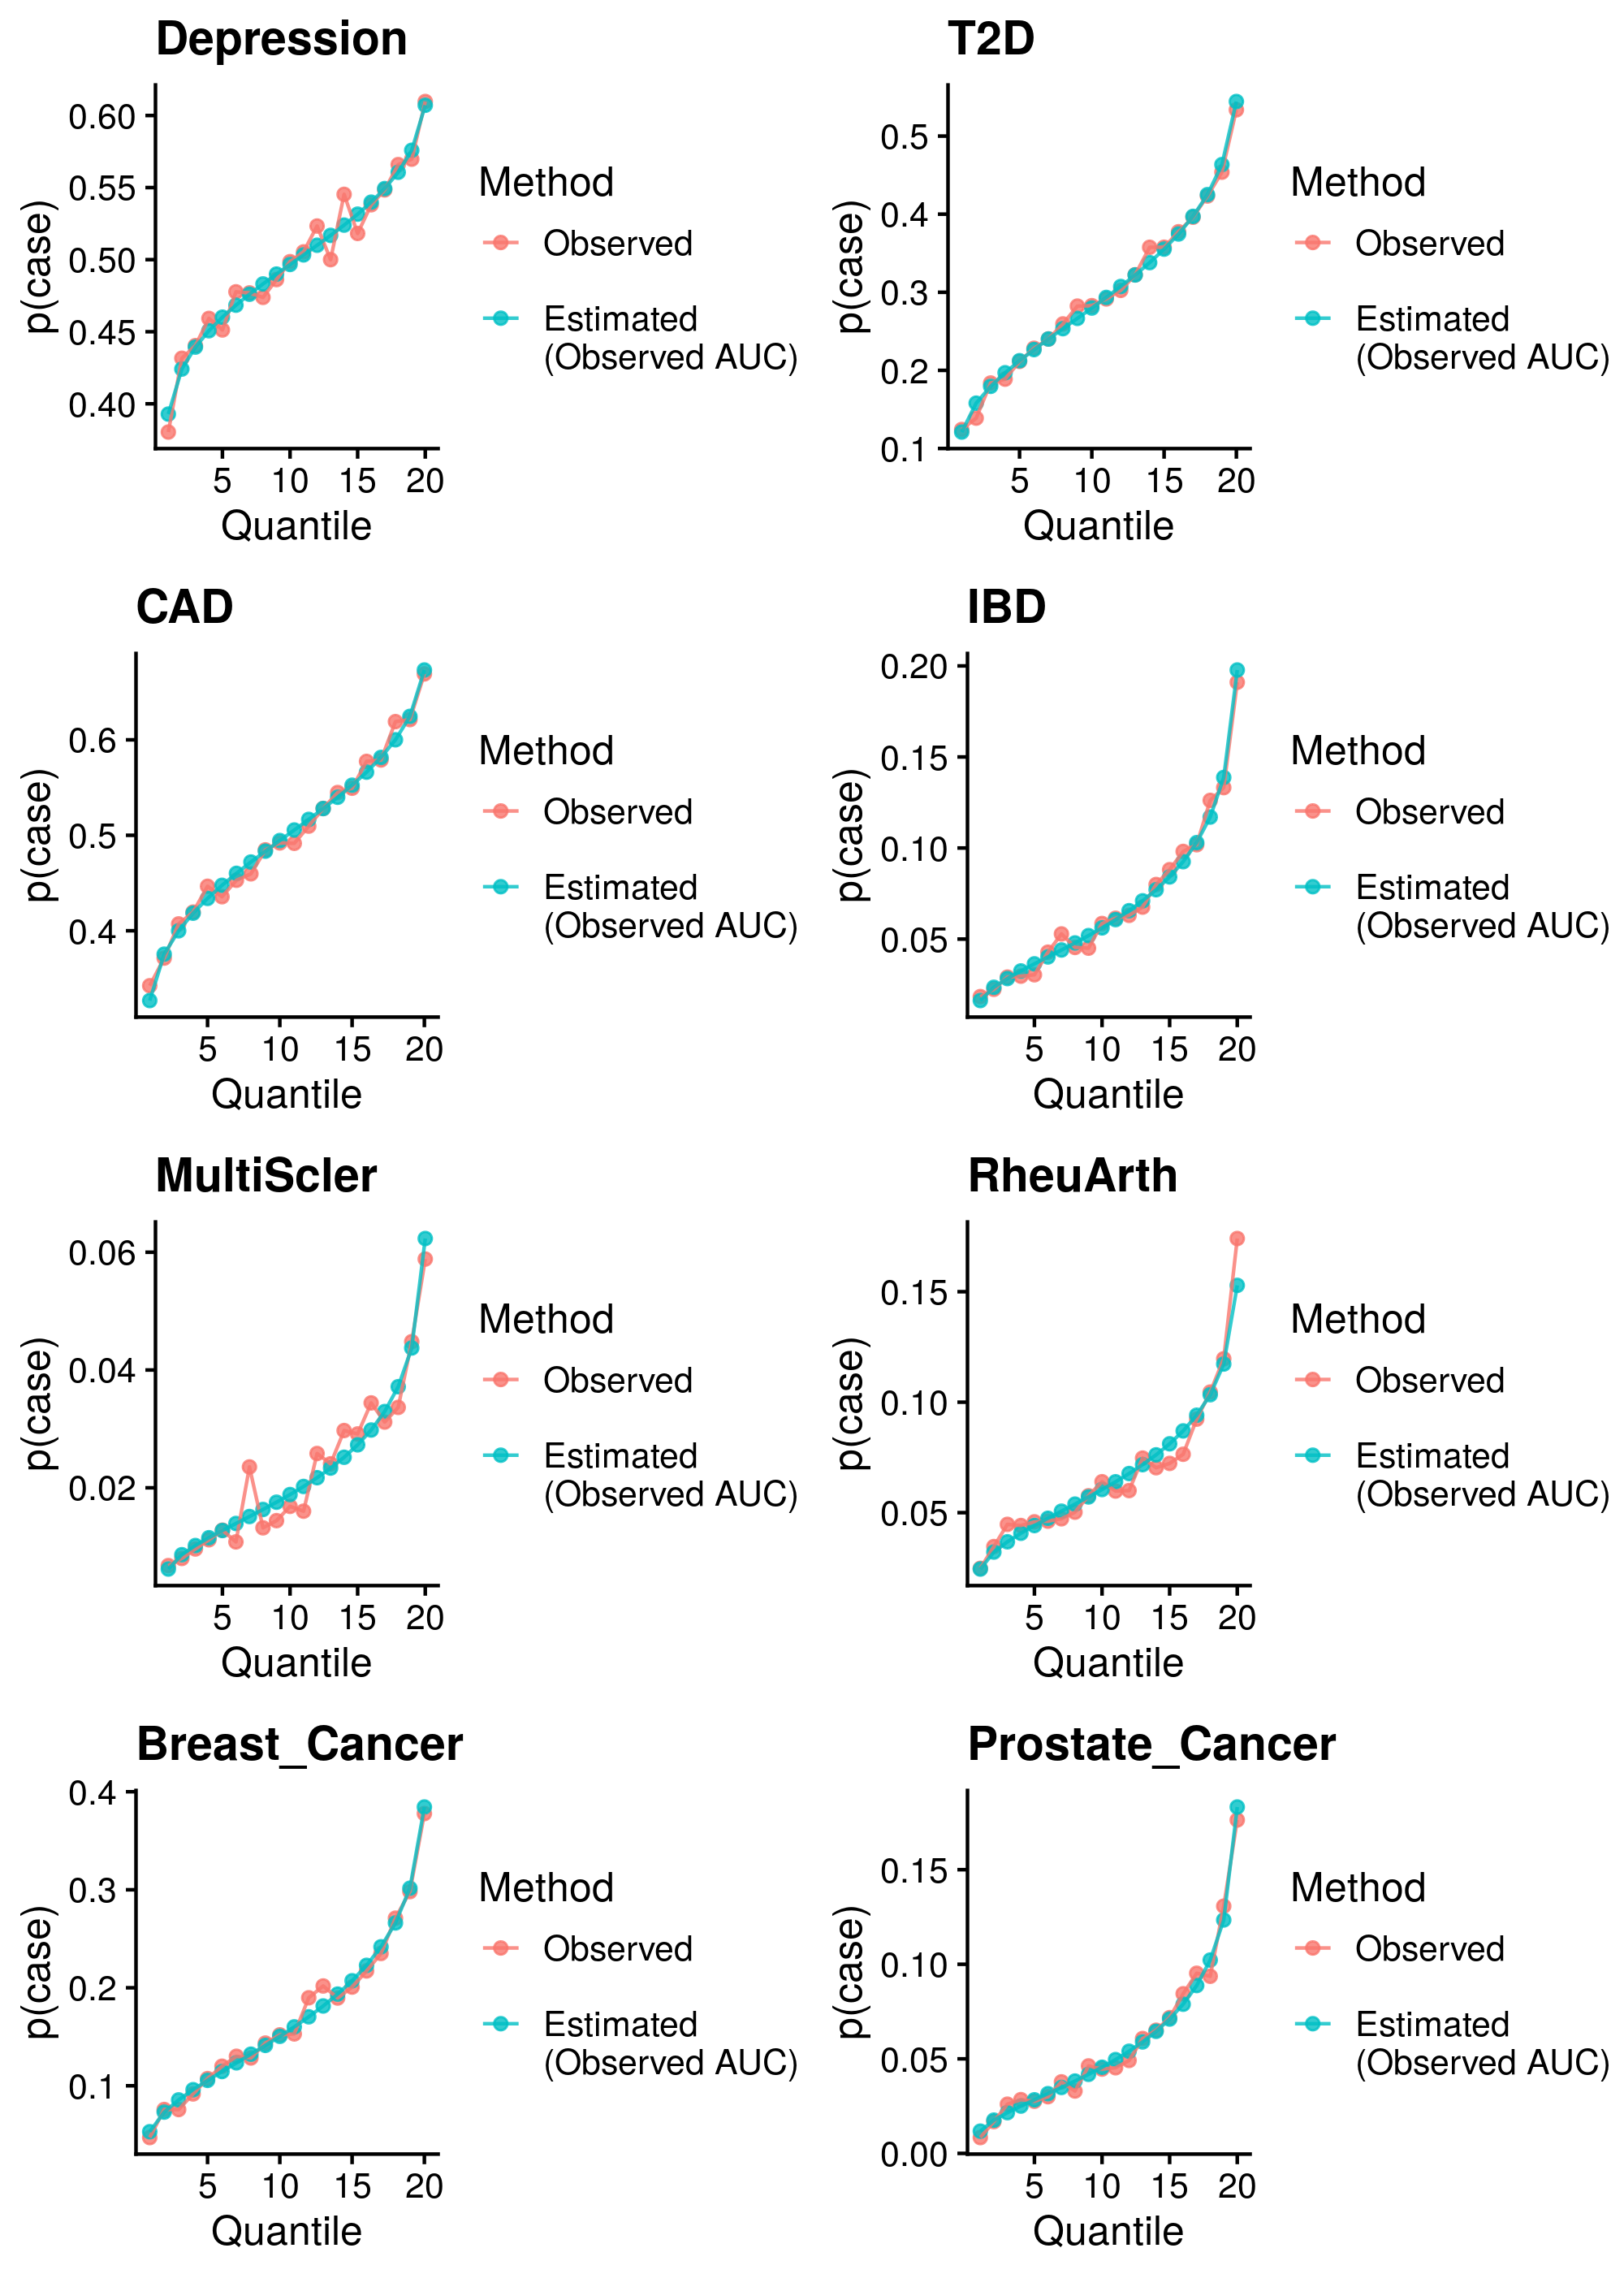 Depression
p(case)
0.60
0.55
0.50
0.45
0.40
5 10 15 20
Quantile
Method
Observed
Estimated
(Observed AUC)
T2D
p(case)
0.5
0.4
0.3
0.2
0.1
5 10 15 20
Quantile
Method
Observed
Estimated
(Observed AUC)
CAD
p(case)
0.6
0.5
0.4
5 10 15 20
Quantile
Method
Observed
Estimated
(Observed AUC)
IBD
p(case)
0.20
0.15
0.10
0.05
5 10 15 20
Quantile
Method
Observed
Estimated
(Observed AUC)
MultiScler
p(case)
0.06
0.04
0.02
5 10 15 20
Quantile
Method
Observed
Estimated
(Observed AUC)
RheuArth
p(case)
0.15
0.10
0.05
5 10 15 20
Quantile
Method
Observed
Estimated
(Observed AUC)
Breast_Cancer
p(case)
0.4
0.3
0.2
0.1
5 10 15 20
Quantile
Method
Observed
Estimated
(Observed AUC)
Prostate_Cancer
p(case)
0.15
0.10
0.05
0.00
5 10 15 20
Quantile
Method
Observed
Estimated
(Observed AUC)